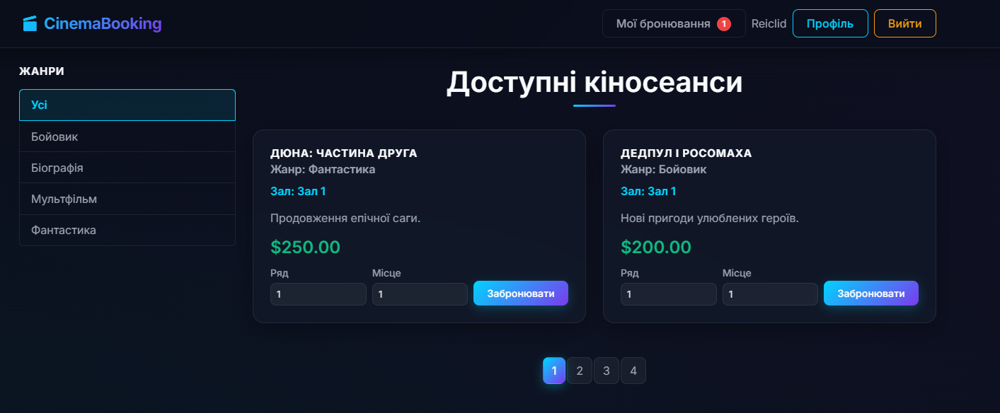 CinemaBooking
Мої бронювання 1 Reiclid Профіль Вийти
ЖАНРИ
Усі
Бойовик
Біографія
Мультфільм
Фантастика
Доступні кіносеанси
ДЮНА: ЧАСТИНА ДРУГА
Жанр: Фантастика
Зал: Зал 1
Продовження епічної саги.
$250.00
Ряд Місце
1 1 Забронювати
ДЕДПУЛ І РОСОМАХА
Жанр: Бойовик
Зал: Зал 1
Нові пригоди улюблених героїв.
$200.00
Ряд Місце
1 1 Забронювати
1 2 3 4